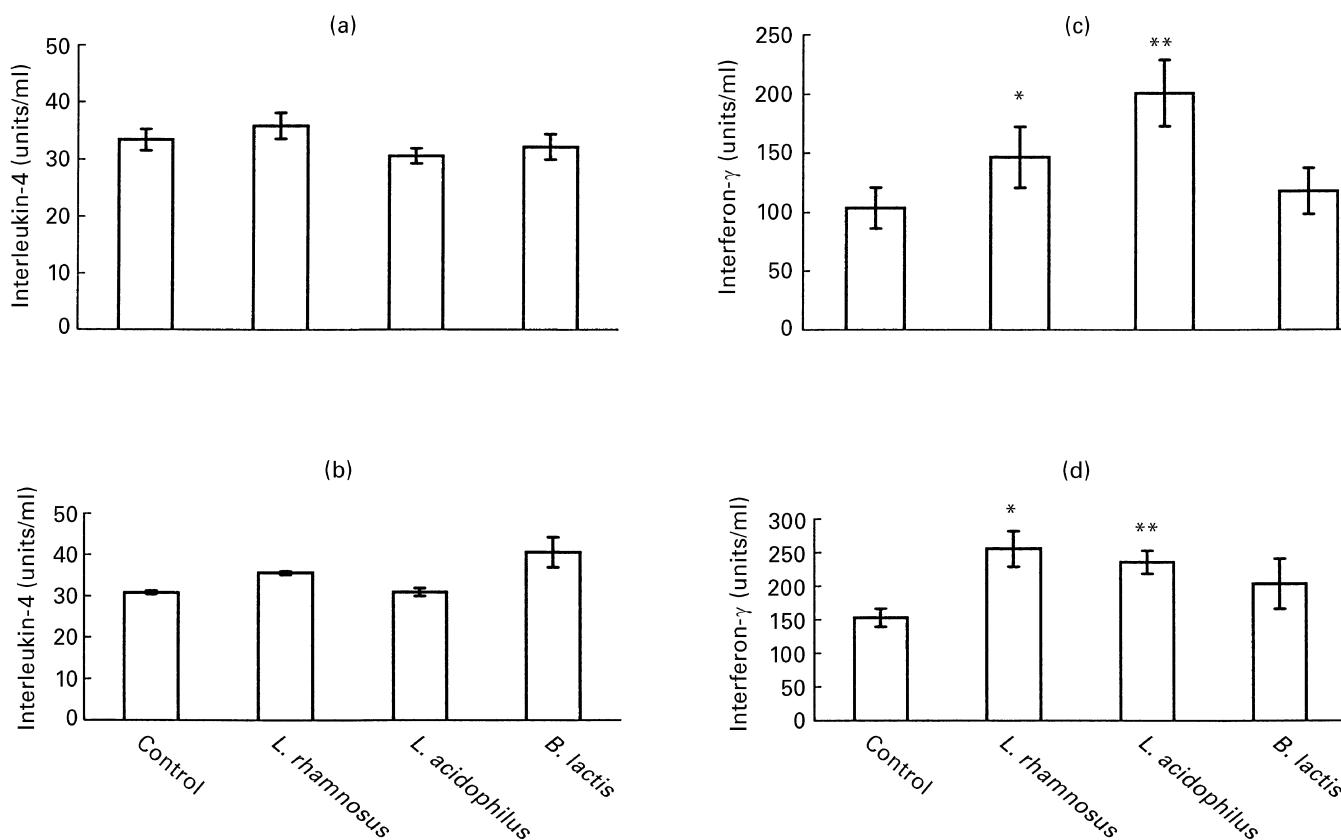 (a)
Interleukin-4 (units/ml)
50
40
30
20
10
0
(c)
Interferon-γ (units/ml)
250
200
150
100
50
0
*
**
(b)
Interleukin-4 (units/ml)
50
40
30
20
10
0
Control
L. rhamnosus
L. acidophilus
B. lactis
(d)
Interferon-γ (units/ml)
300
250
200
150
100
50
0
*
**
Control
L. rhamnosus
L. acidophilus
B. lactis